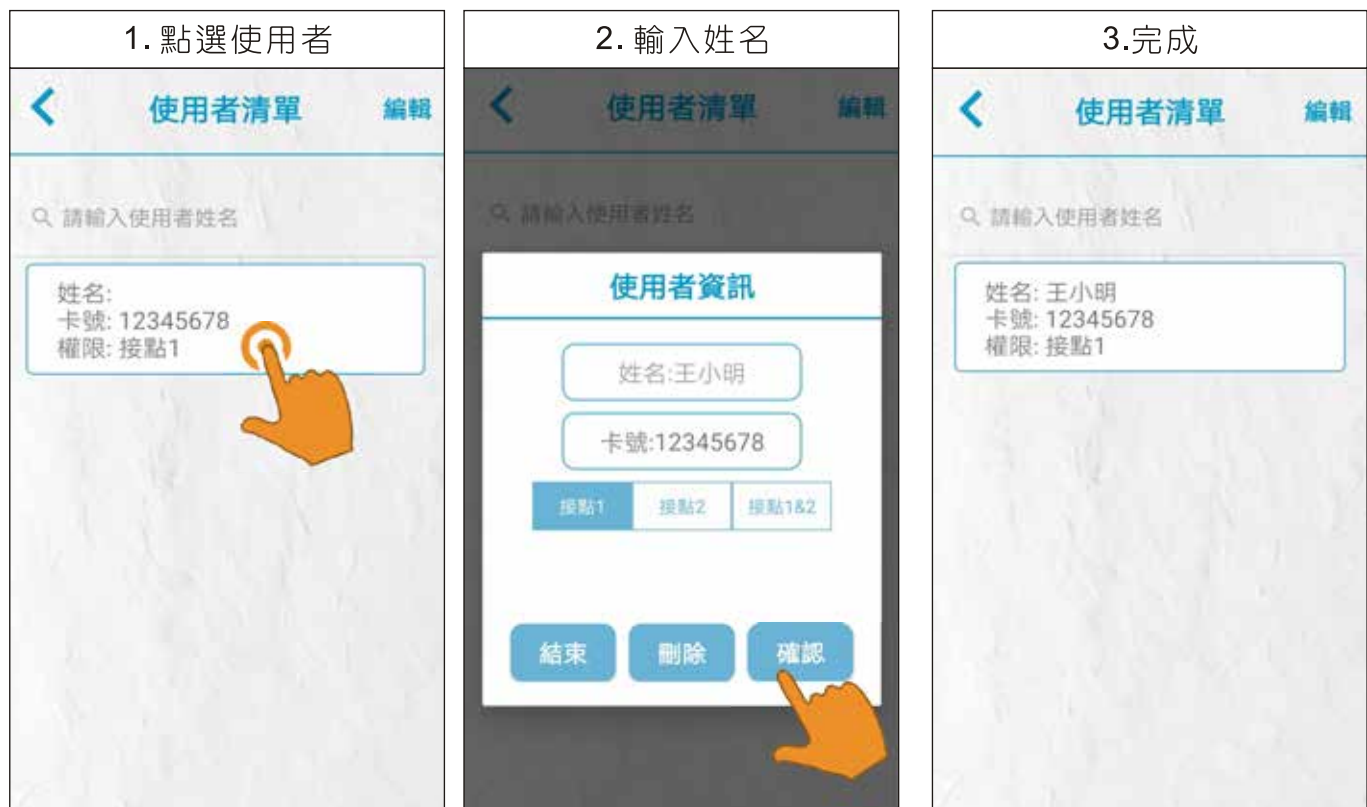 1. 點選使用者
使用者清單
編輯
請輸入使用者姓名
姓名:
卡號: 12345678
權限: 接點1
2. 輸入姓名
使用者清單
編輯
請輸入使用者姓名
使用者資訊
姓名:王小明
卡號:12345678
接點1
接點2
接點1&2
結束
刪除
確認
3.完成
使用者清單
編輯
請輸入使用者姓名
姓名: 王小明
卡號: 12345678
權限: 接點1